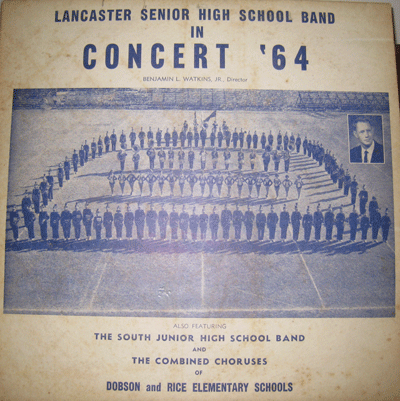 LANCASTER SENIOR HIGH SCHOOL BAND
IN
CONCERT '64
BENJAMIN L. WATKINS, JR., Director
ALSO FEATURING
THE SOUTH JUNIOR HIGH SCHOOL BAND
AND
THE COMBINED CHORUSES
OF
DOBSON and RICE ELEMENTARY SCHOOLS